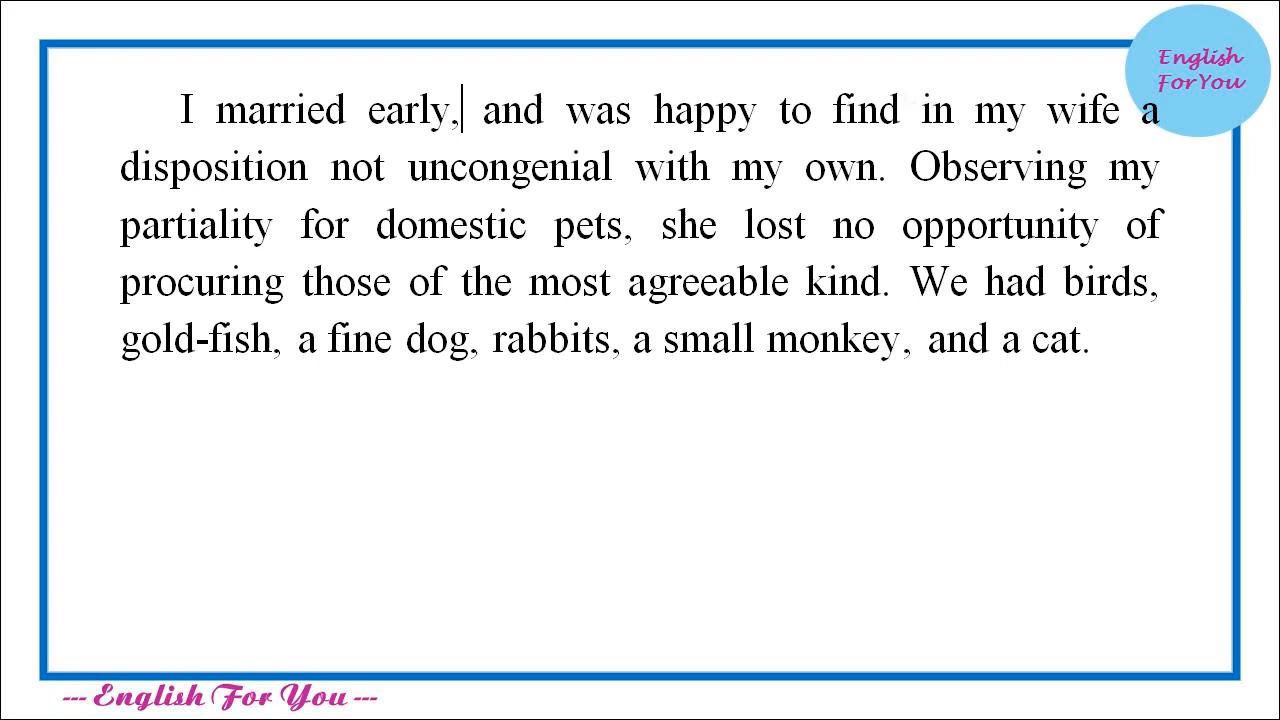 English
ForYou
I married early, and was happy to find in my wife a
disposition not uncongenial with my own. Observing my
partiality for domestic pets, she lost no opportunity of
procuring those of the most agreeable kind. We had birds,
gold-fish, a fine dog, rabbits, a small monkey, and a cat.
--- English For You ---